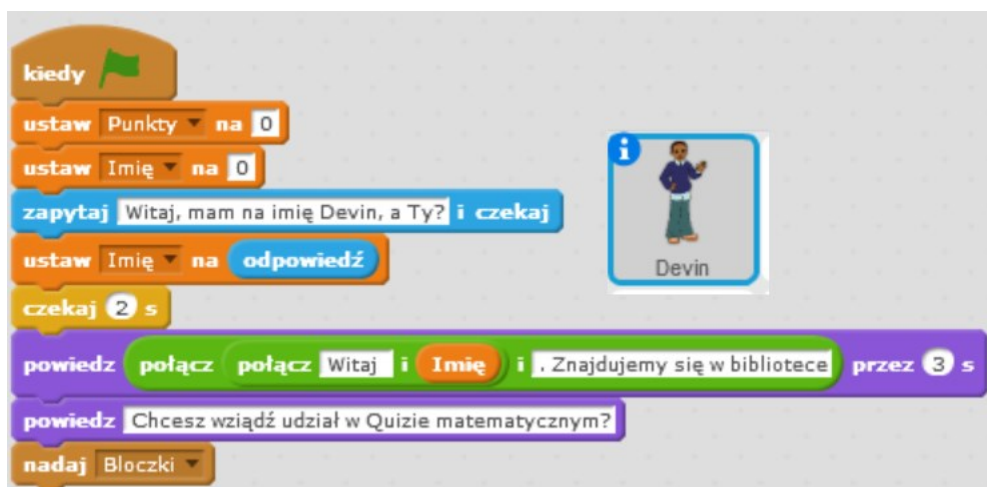 kiedy
ustaw Punkty na 0
ustaw Imię na 0
zapytaj Witaj, mam na imię Devin, a Ty? i czekaj
ustaw Imię na odpowiedź
czekaj 2 s
powiedz połącz połącz Witaj i Imię i . Znajdujemy się w bibliotece przez 3 s
powiedz Chcesz wziądź udział w Quizie matematycznym?
nadaj Bloczki
i
Devin